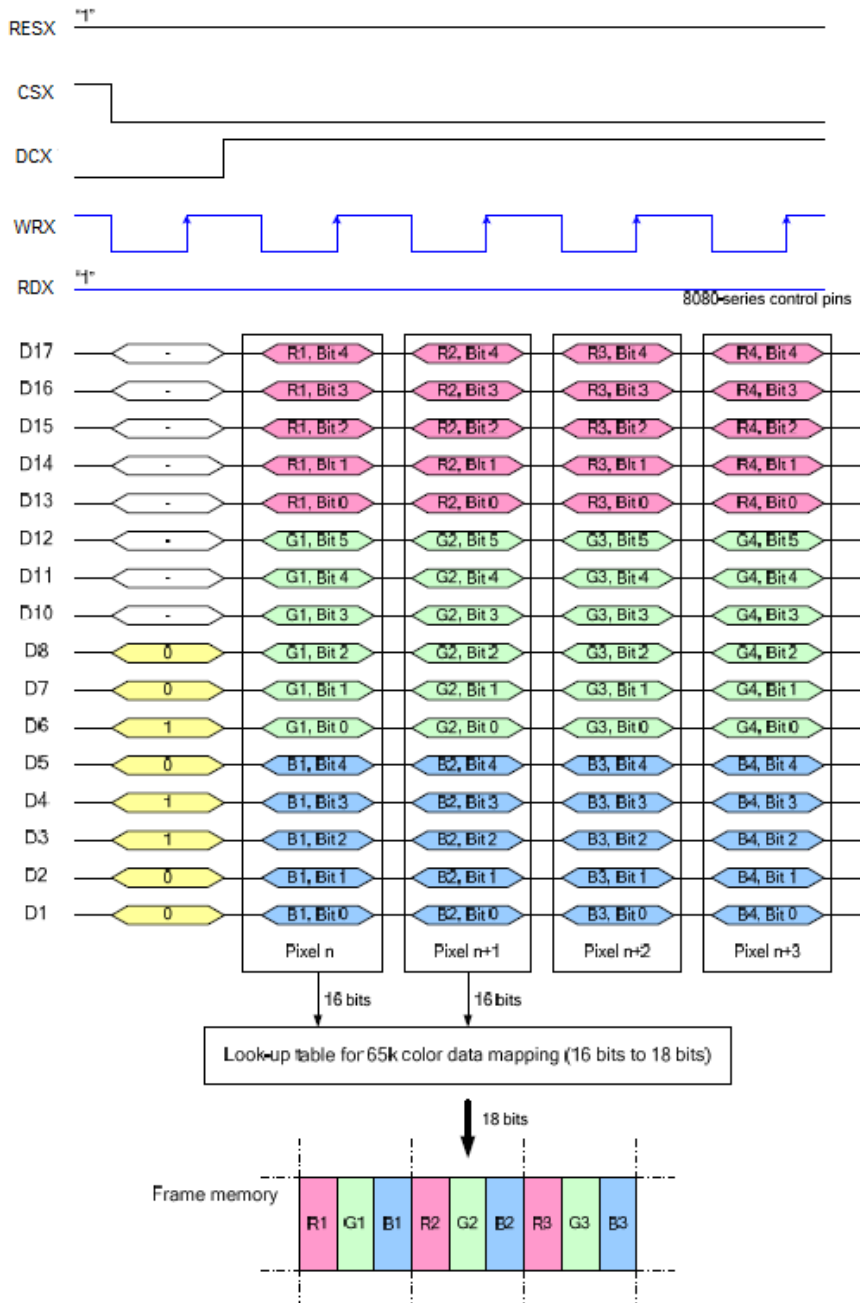 "1"
RESX
CSX
DCX
WRX
"1"
RDX
8080-series control pins
D17 - R1, Bit 4 R2, Bit 4 R3, Bit 4 R4, Bit 4
D16 - R1, Bit 3 R2, Bit 3 R3, Bit 3 R4, Bit 3
D15 - R1, Bit 2 R2, Bit 2 R3, Bit 2 R4, Bit 2
D14 - R1, Bit 1 R2, Bit 1 R3, Bit 1 R4, Bit 1
D13 - R1, Bit 0 R2, Bit 0 R3, Bit 0 R4, Bit 0
D12 - G1, Bit 5 G2, Bit 5 G3, Bit 5 G4, Bit 5
D11 - G1, Bit 4 G2, Bit 4 G3, Bit 4 G4, Bit 4
D10 - G1, Bit 3 G2, Bit 3 G3, Bit 3 G4, Bit 3
D8 0 G1, Bit 2 G2, Bit 2 G3, Bit 2 G4, Bit 2
D7 0 G1, Bit 1 G2, Bit 1 G3, Bit 1 G4, Bit 1
D6 1 G1, Bit 0 G2, Bit 0 G3, Bit 0 G4, Bit 0
D5 0 B1, Bit 4 B2, Bit 4 B3, Bit 4 B4, Bit 4
D4 1 B1, Bit 3 B2, Bit 3 B3, Bit 3 B4, Bit 3
D3 1 B1, Bit 2 B2, Bit 2 B3, Bit 2 B4, Bit 2
D2 0 B1, Bit 1 B2, Bit 1 B3, Bit 1 B4, Bit 1
D1 0 B1, Bit 0 B2, Bit 0 B3, Bit 0 B4, Bit 0
Pixel n Pixel n+1 Pixel n+2 Pixel n+3
16 bits 16 bits
Look-up table for 65k color data mapping (16 bits to 18 bits)
18 bits
Frame memory
R1 G1 B1 R2 G2 B2 R3 G3 B3